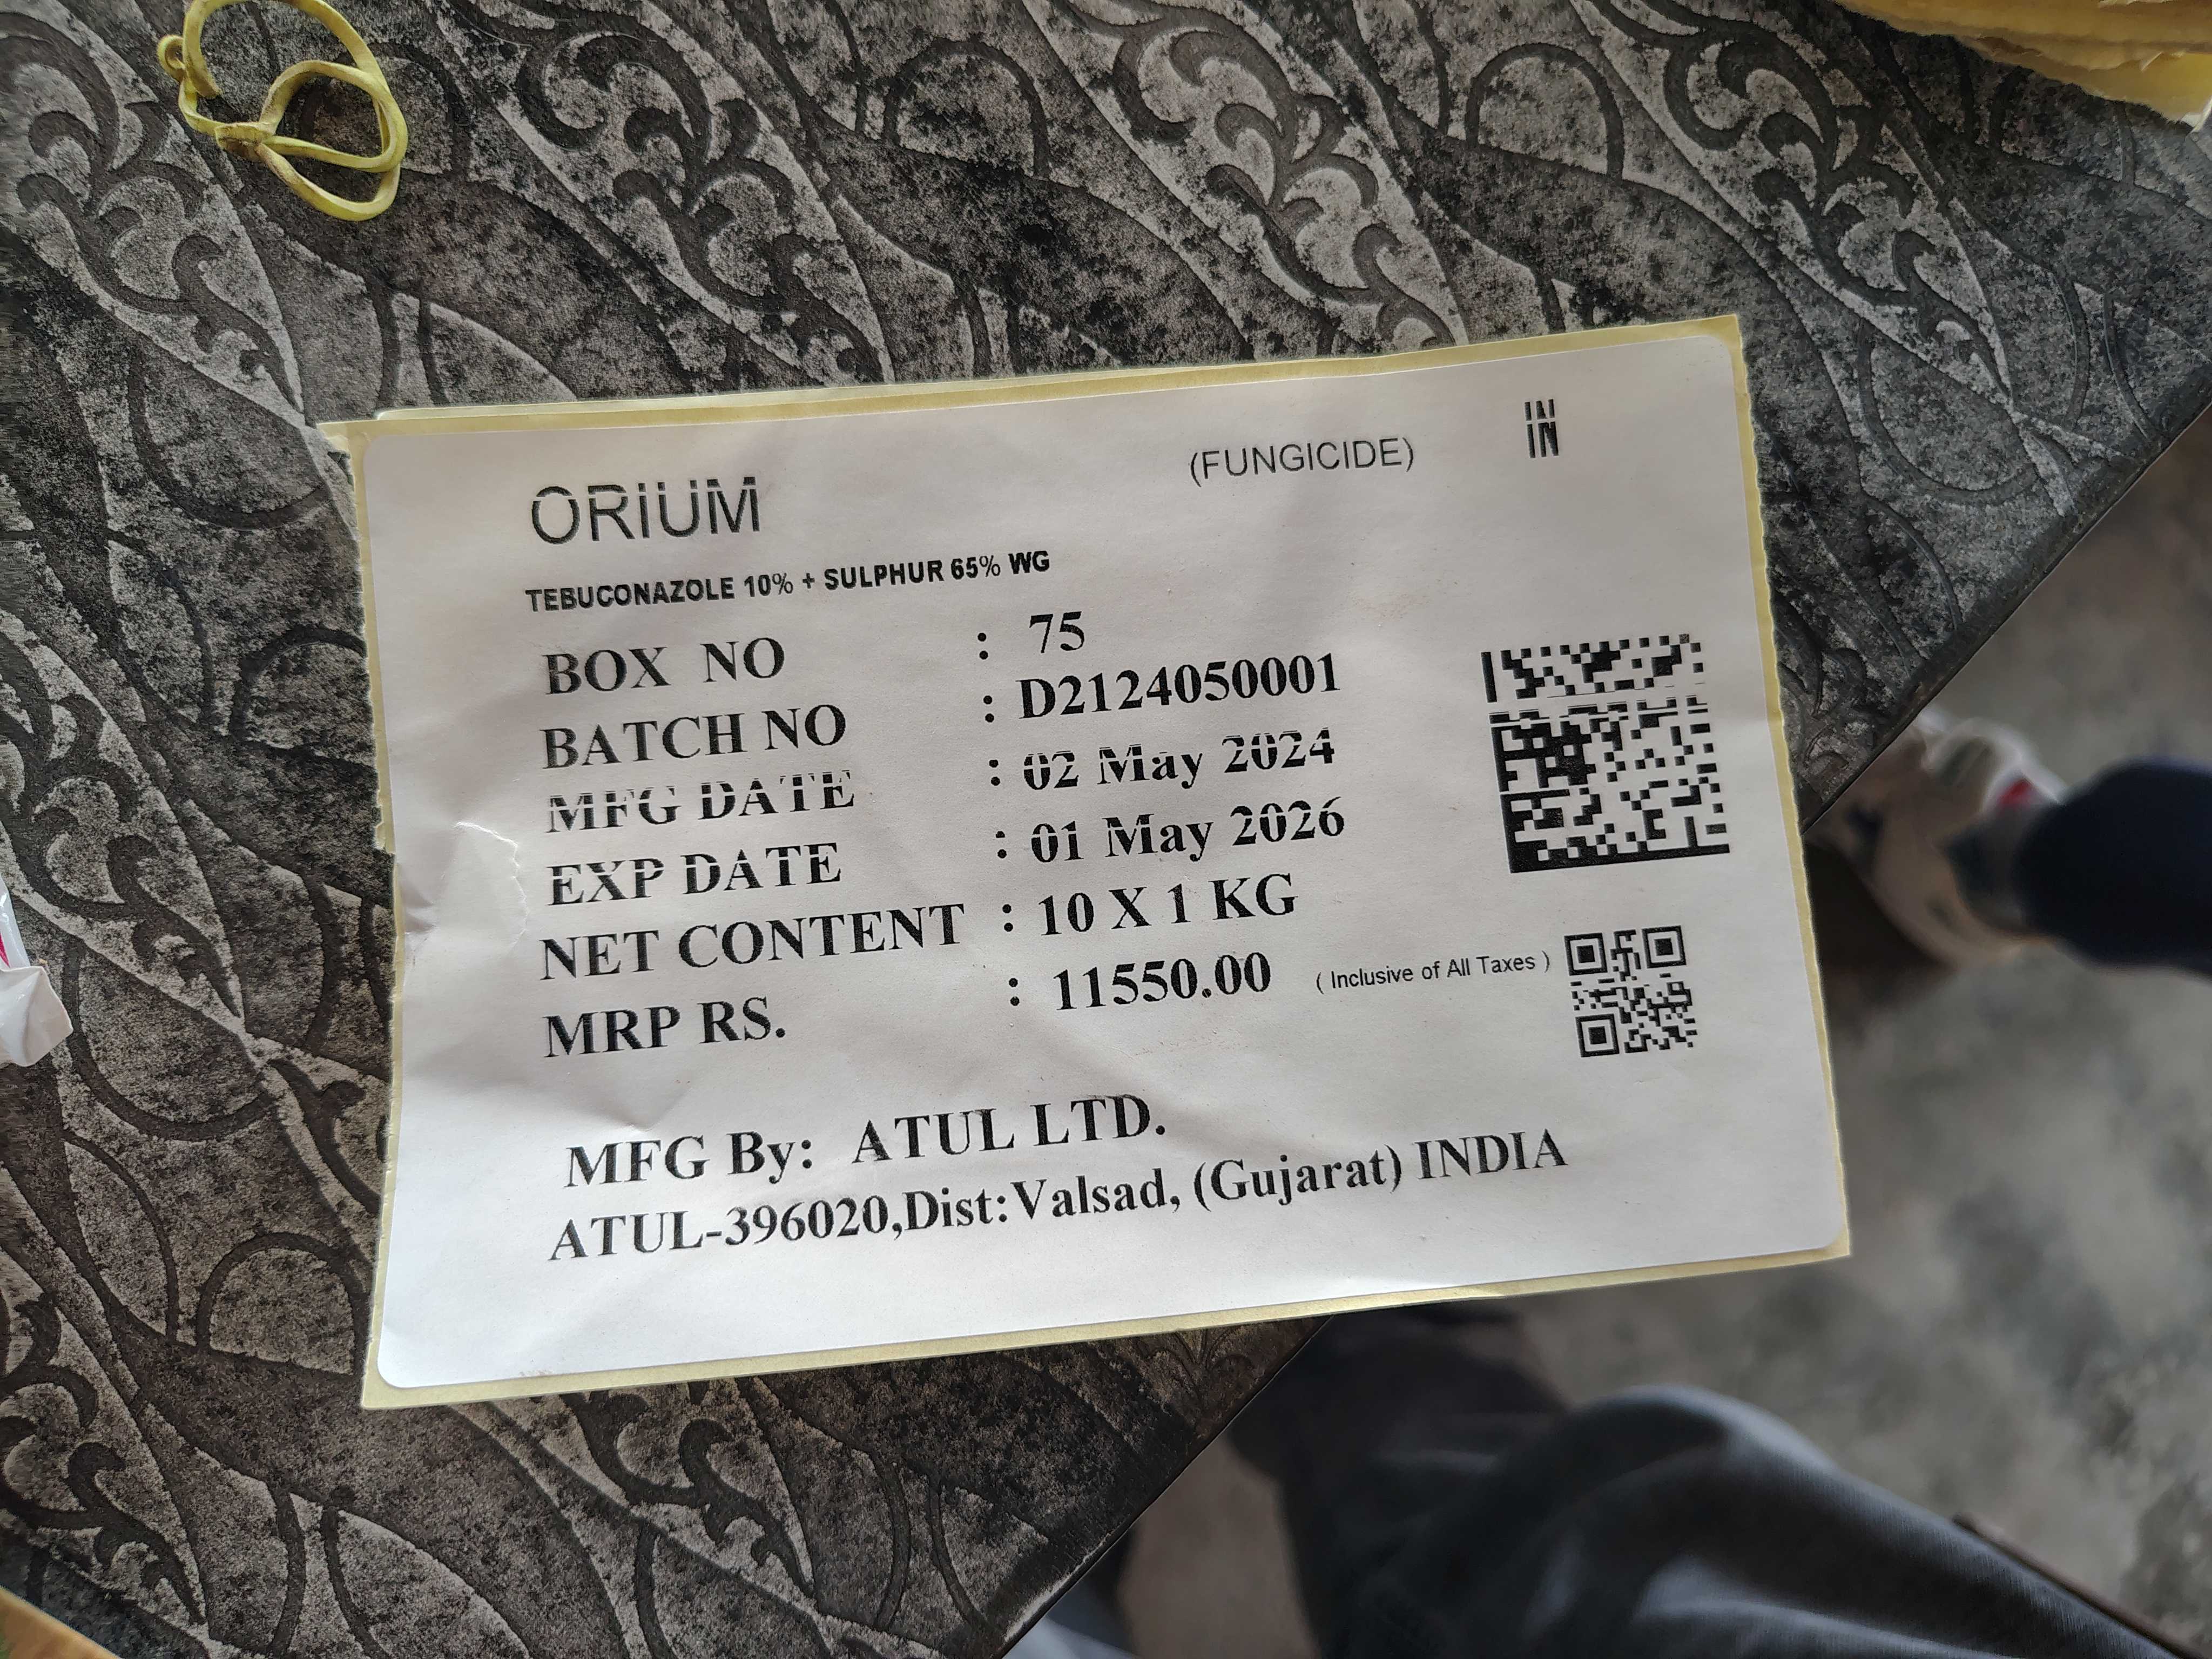 ORIUM (FUNGICIDE) IN
IN
TEBUCONAZOLE 10% + SULPHUR 65% WG
BOX NO : 75
BATCH NO : D2124050001
MFG DATE : 02 May 2024
EXP DATE : 01 May 2026
NET CONTENT : 10 X 1 KG
MRP RS. : 11550.00 ( Inclusive of All Taxes )
MFG By: ATUL LTD.
ATUL-396020,Dist:Valsad, (Gujarat) INDIA